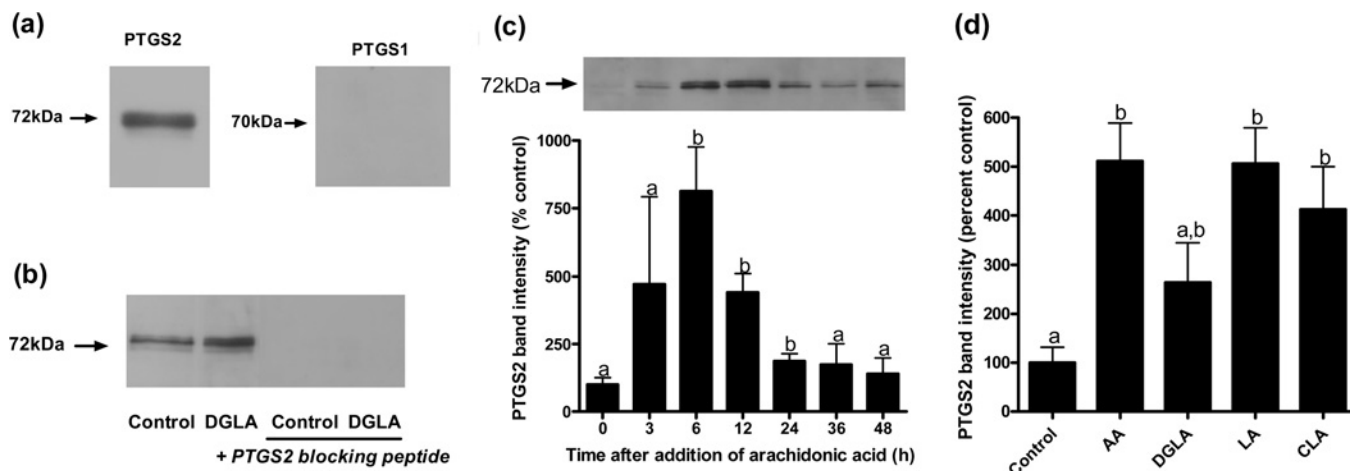 (a)
PTGS2
PTGS1
72kDa
70kDa
(b)
72kDa
Control DGLA Control DGLA
+ PTGS2 blocking peptide
(c)
72kDa
PTGS2 band intensity (% control)
1000
750
500
250
0
a
a
b
b
b
a
a
0 3 6 12 24 36 48
Time after addition of arachidonic acid (h)
(d)
PTGS2 band intensity (percent control)
600
500
400
300
200
100
0
a
b
a,b
b
b
Control AA DGLA LA CLA